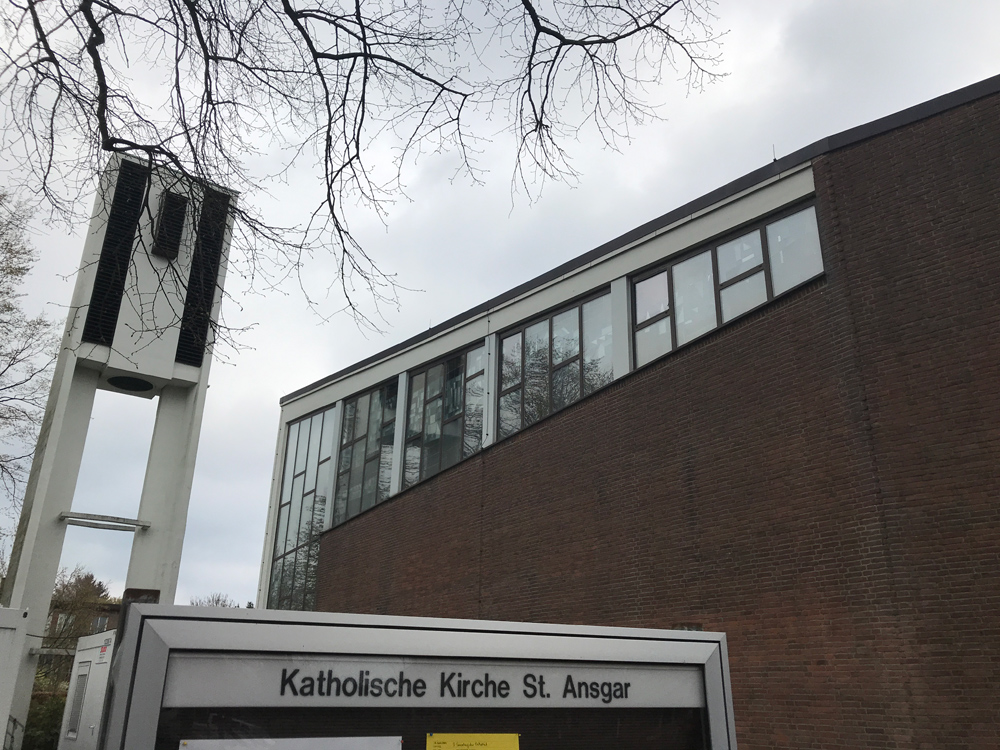 Katholische Kirche St. Ansgar